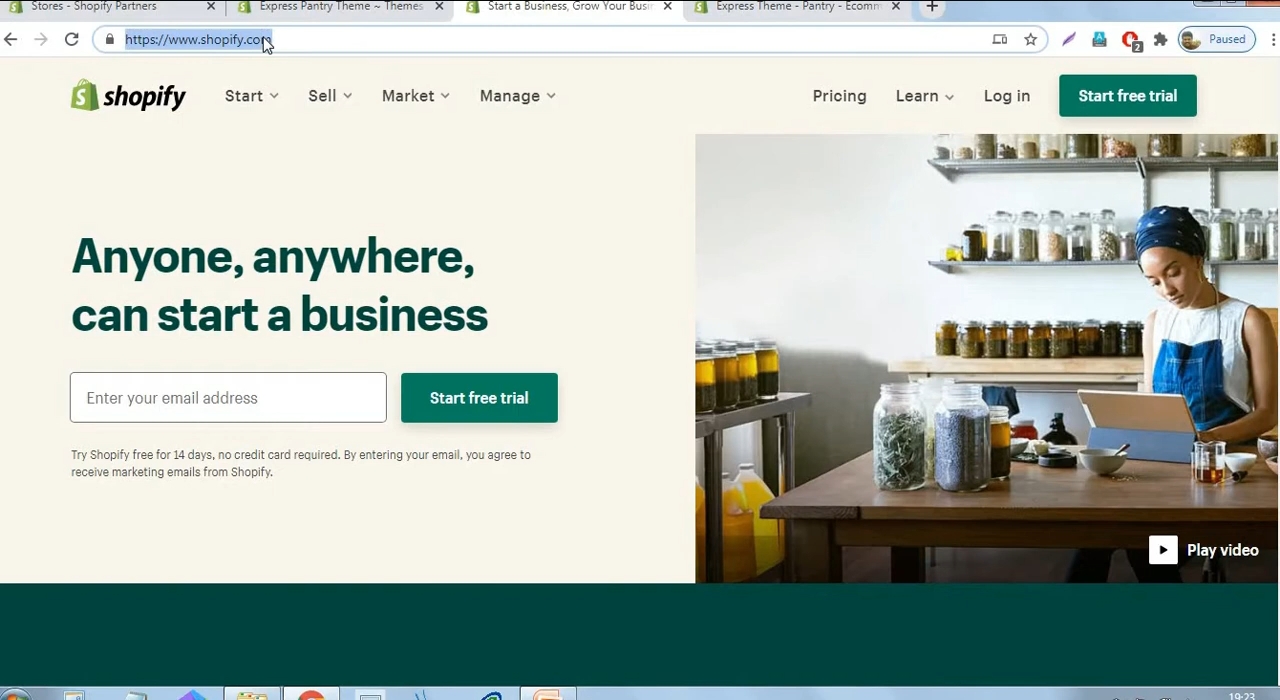 Stores - Shopify Partners
Express Pantry Theme ~ Themes
Start a Business, Grow Your Busi
Express Theme - Pantry - Ecomm
https://www.shopify.com
2
Paused
shopify
Start
Sell
Market
Manage
Pricing
Learn
Log in
Start free trial
Anyone, anywhere,
can start a business
Enter your email address
Start free trial
Try Shopify free for 14 days, no credit card required. By entering your email, you agree to
receive marketing emails from Shopify.
Play video
19:23